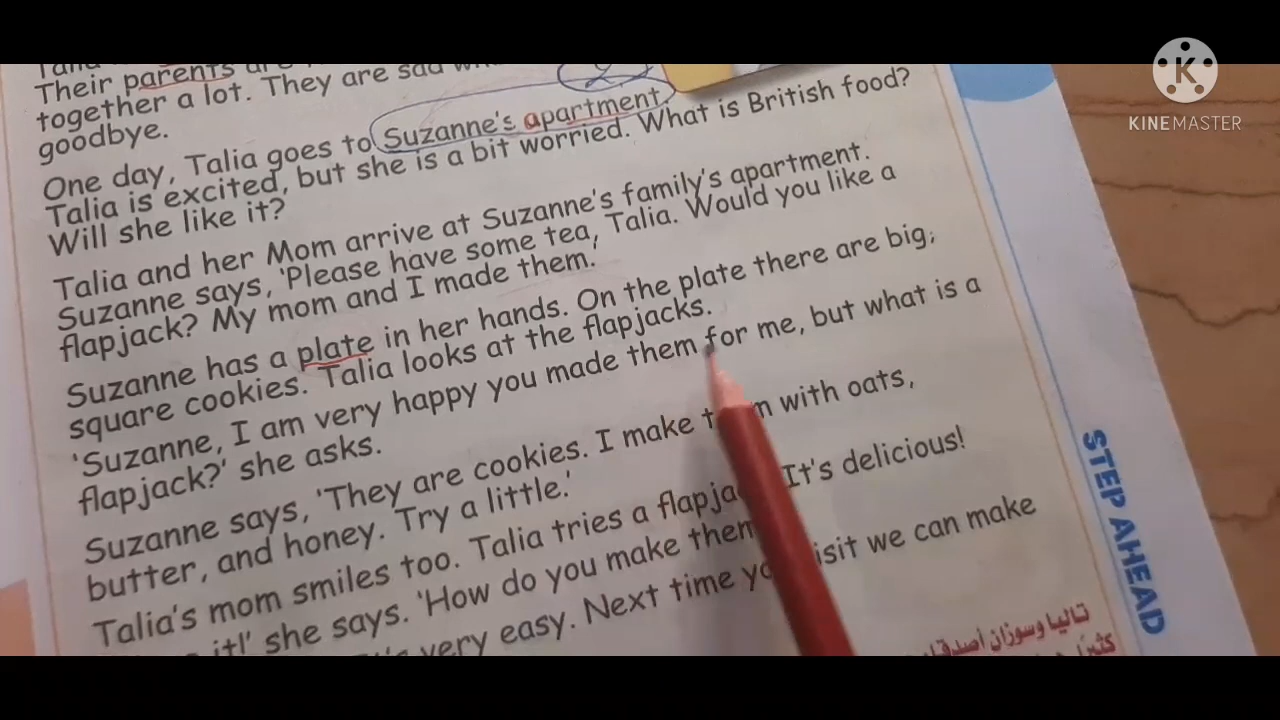 Their parents are
together a lot. They are sad
goodbye.
One day, Talia goes to Suzanne's apartment.
Talia is excited, but she is a bit worried. What is British food?
Will she like it?
Talia and her Mom arrive at Suzanne's family's apartment.
Suzanne says, 'Please have some tea, Talia. Would you like a
flapjack? My mom and I made them.
Suzanne has a plate in her hands. On the plate there are big,
square cookies. Talia looks at the flapjacks.
'Suzanne, I am very happy you made them for me, but what is a
flapjack?' she asks.
Suzanne says, 'They are cookies. I make them with oats,
butter, and honey. Try a little.'
Talia's mom smiles too. Talia tries a flapjack. It's delicious!
it!' she says. 'How do you make them
very easy. Next time you visit we can make
STEP AHEAD
تاليا وسوزان
KINEMASTER